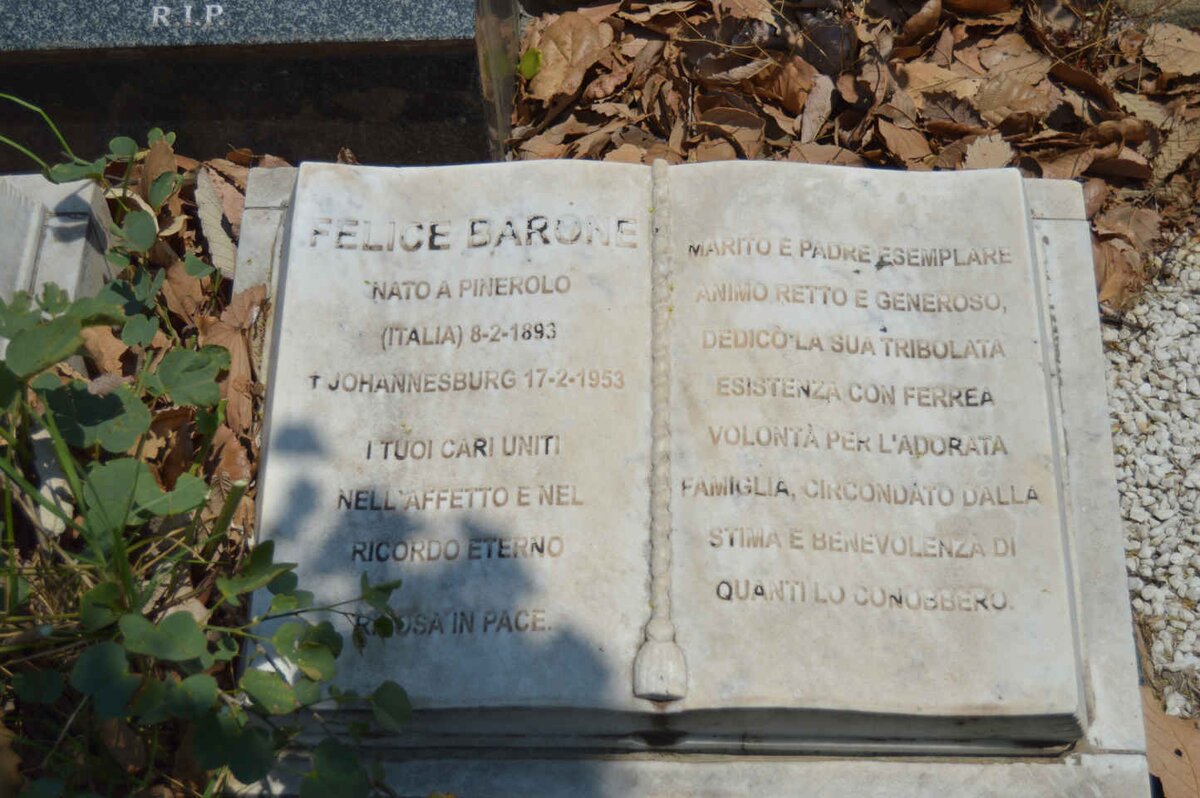 R.I.P
FELICE BARONE
NATO A PINEROLO
(ITALIA) 8-2-1893
† JOHANNESBURG 17-2-1953
I TUOI CARI UNITI
NELL'AFFETTO E NEL
RICORDO ETERNO
RIPOSA IN PACE.
MARITO E PADRE ESEMPLARE
ANIMO RETTO E GENEROSO,
DEDICÒ LA SUA TRIBOLATA
ESISTENZA CON FERREA
VOLONTÀ PER L'ADORATA
FAMIGLIA, CIRCONDATO DALLA
STIMA E BENEVOLENZA DI
QUANTI LO CONOBBERO.